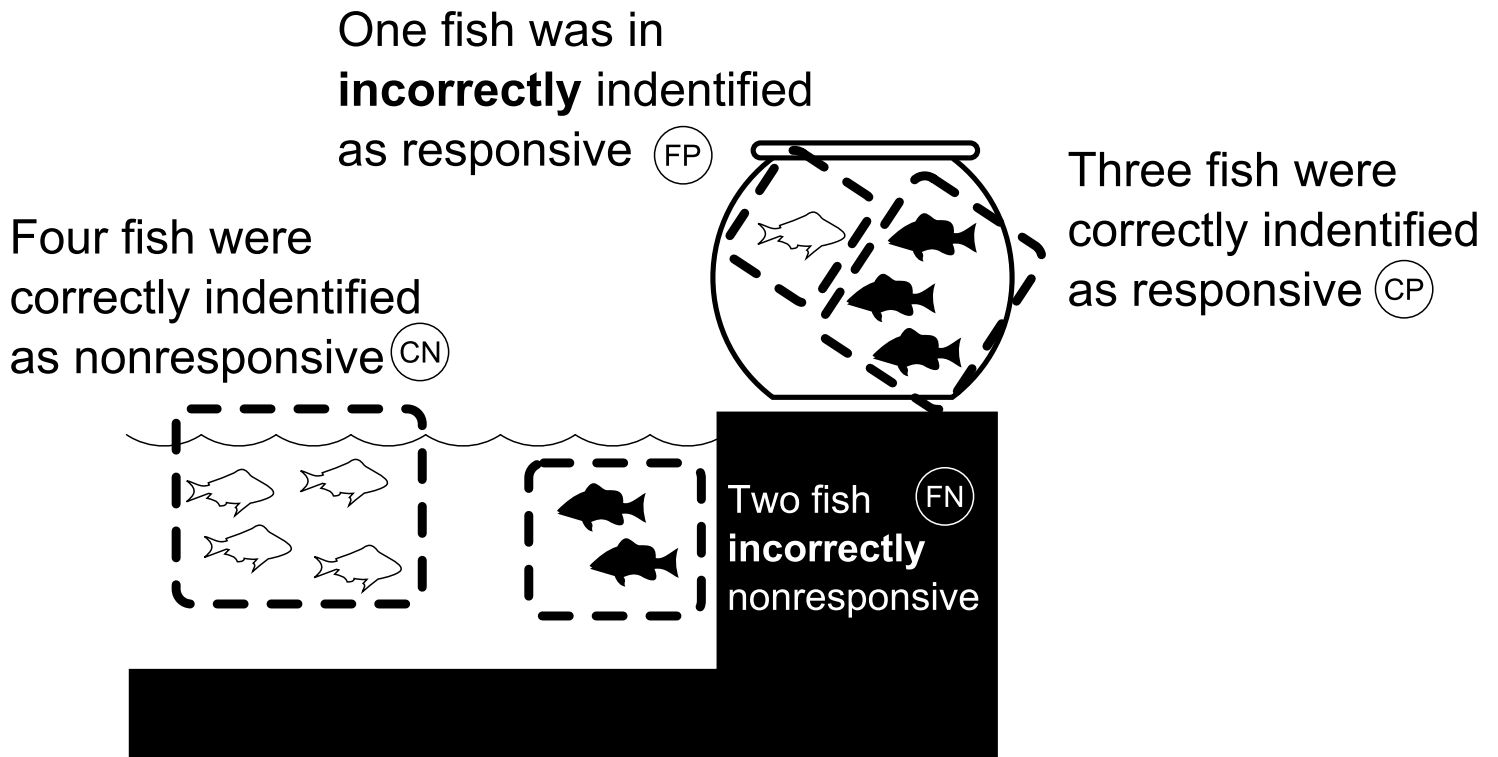 One fish was in
incorrectly indentified
as responsive FP
Three fish were
correctly indentified
as responsive CP
Four fish were
correctly indentified
as nonresponsive CN
Two fish FN
incorrectly
nonresponsive